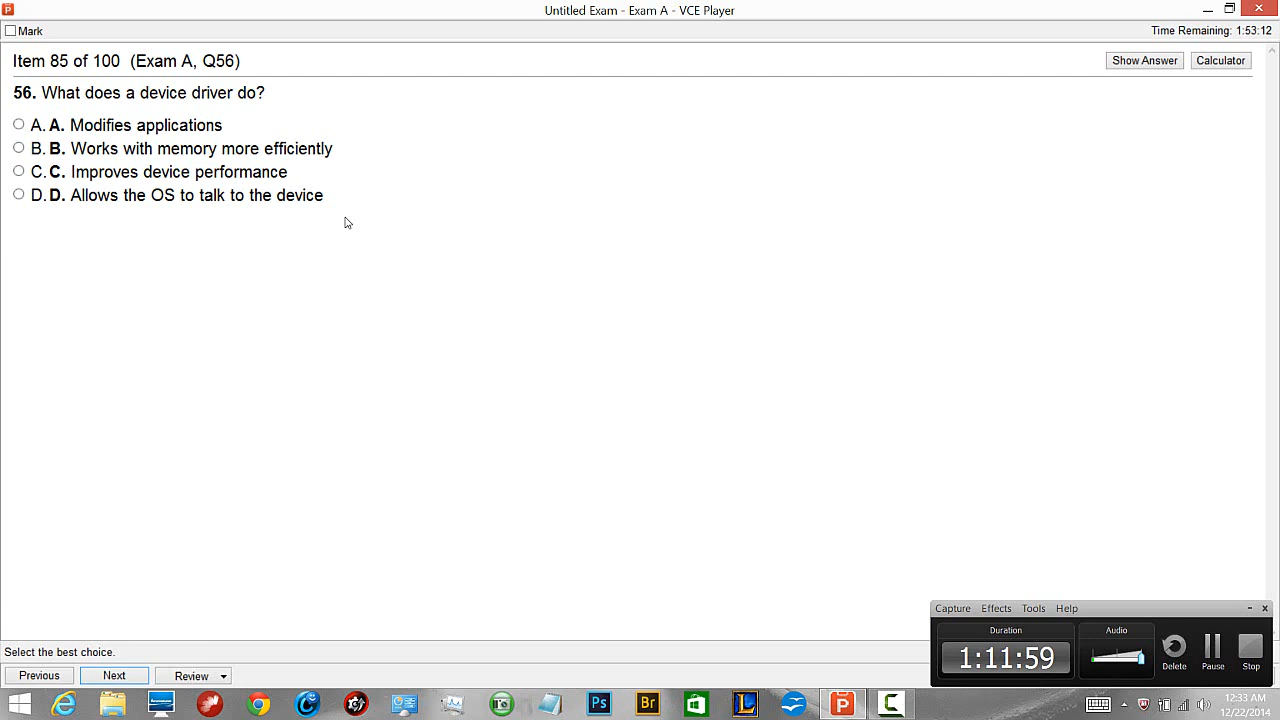 Untitled Exam - Exam A - VCE Player
Mark
Time Remaining: 1:53:12
Item 85 of 100 (Exam A, Q56)
Show Answer
Calculator
56. What does a device driver do?
A. A. Modifies applications
B. B. Works with memory more efficiently
C. C. Improves device performance
D. D. Allows the OS to talk to the device
Capture Effects Tools Help
Duration
Audio
1:11:59
Delete
Pause
Stop
Select the best choice.
Previous
Next
Review
Ps
Br
L
P
C
12:33 AM
12/22/2014